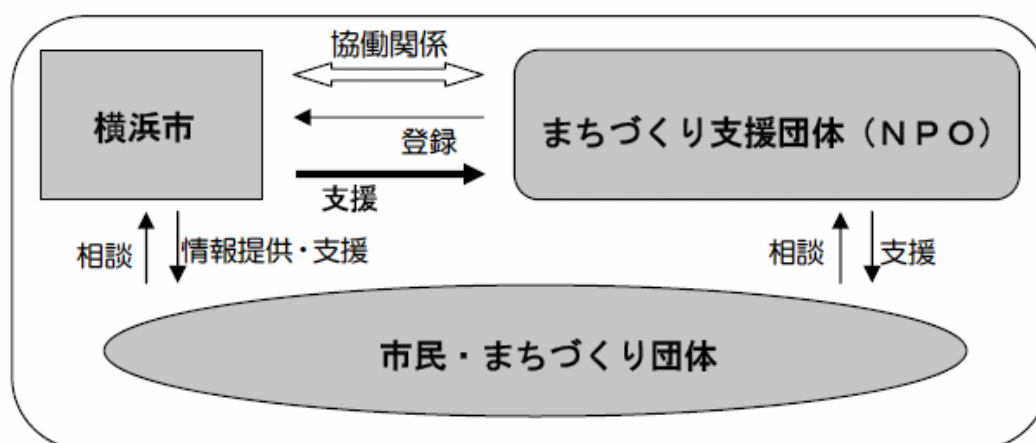 協働関係
横浜市
まちづくり支援団体（ＮＰＯ）
登録
支援
相談
情報提供・支援
相談
支援
市民・まちづくり団体